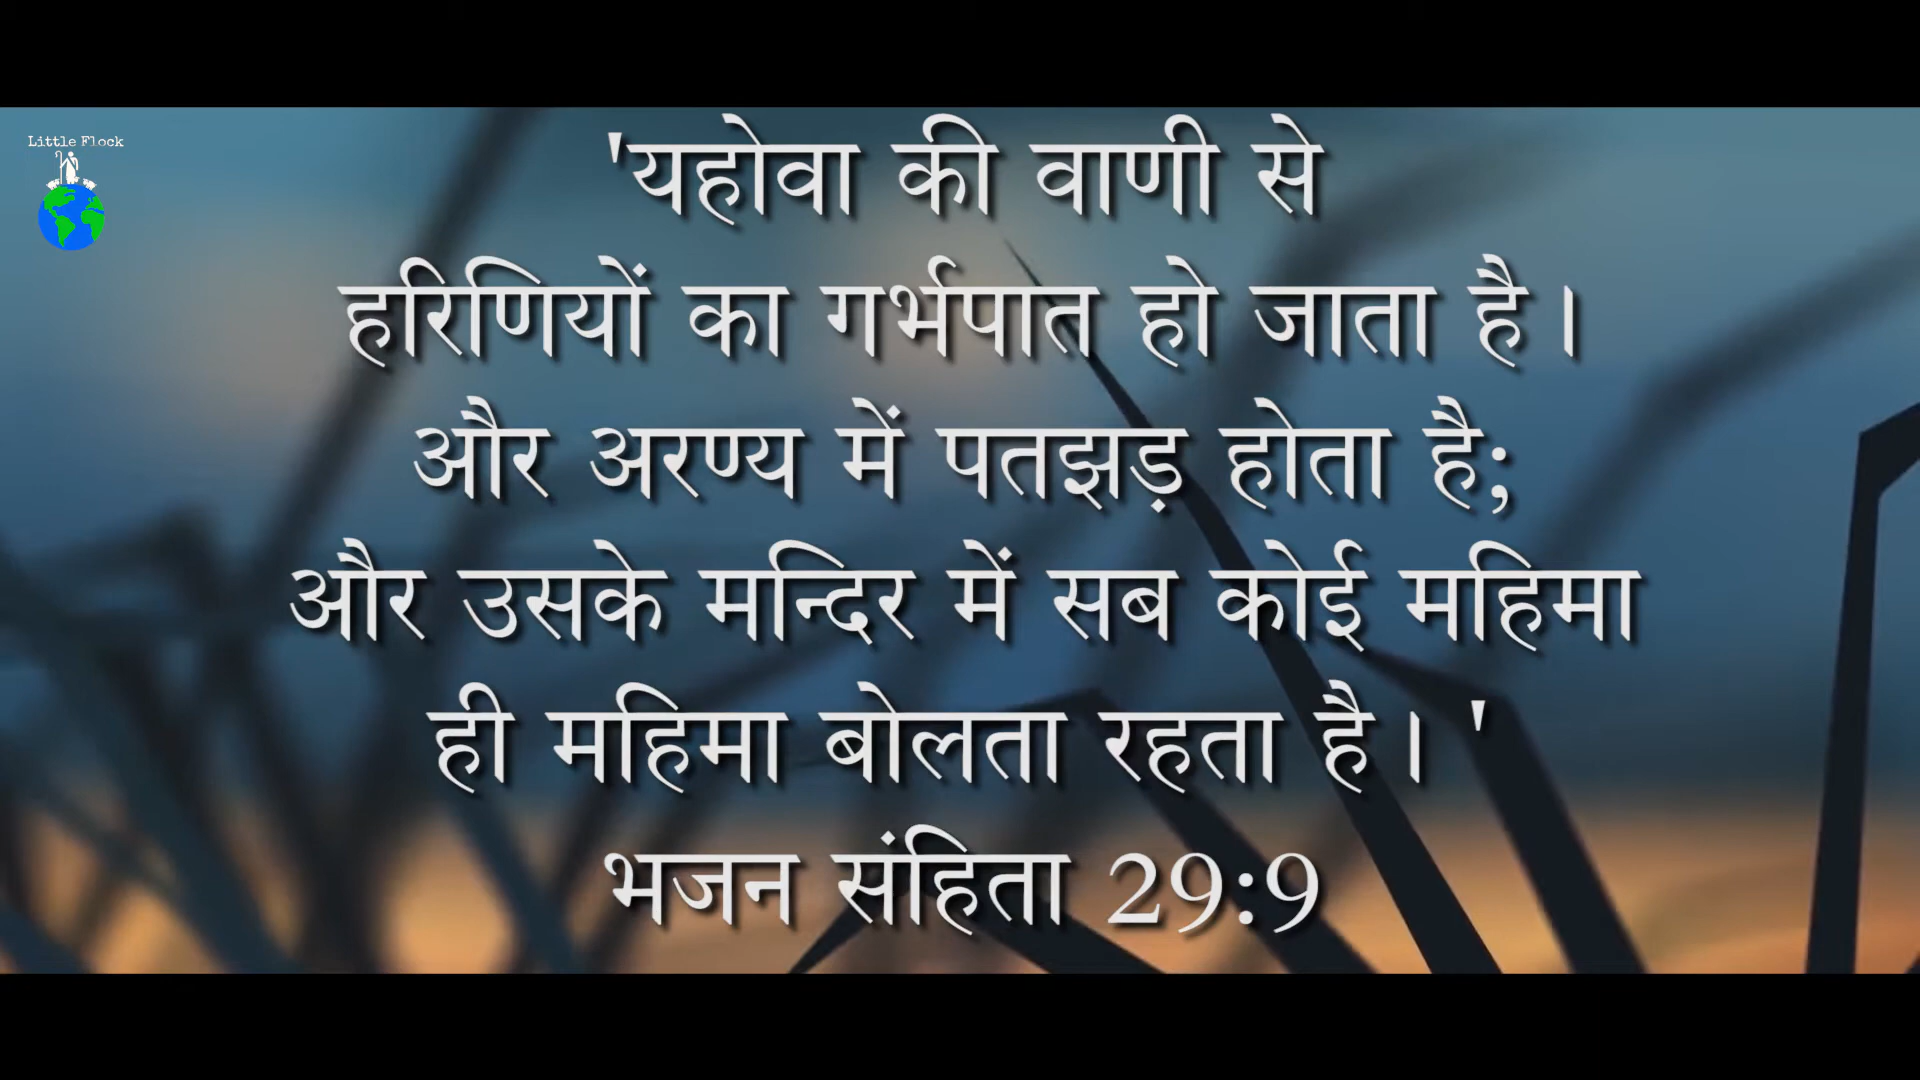 Little Flock
'यहोवा की वाणी से
हरिणियों का गर्भपात हो जाता है।
और अरण्य में पतझड़ होता है;
और उसके मन्दिर में सब कोई महिमा
ही महिमा बोलता रहता है। '
भजन संहिता 29:9